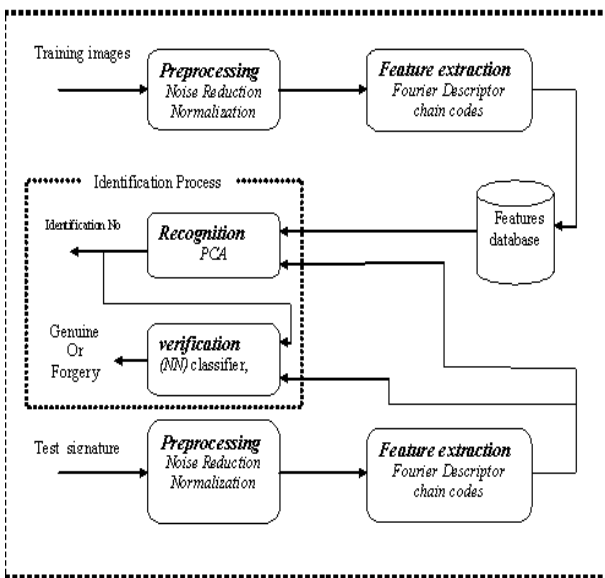 Training images
Preprocessing
Noise Reduction
Normalization
Feature extraction
Fourier Descriptor
chain codes
Identification Process
Features
database
Identification No
Recognition
PCA
Genuine
Or
Forgery
verification
(NN) classifier,
Test signature
Preprocessing
Noise Reduction
Normalization
Feature extraction
Fourier Descriptor
chain codes